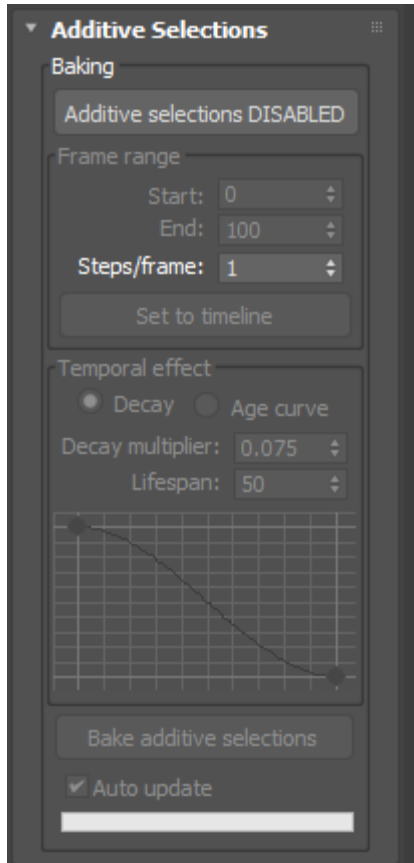 Additive Selections
Baking
Additive selections DISABLED
Frame range
Start: 0
End: 100
Steps/frame: 1
Set to timeline
Temporal effect
Decay Age curve
Decay multiplier: 0.075
Lifespan: 50
Bake additive selections
Auto update